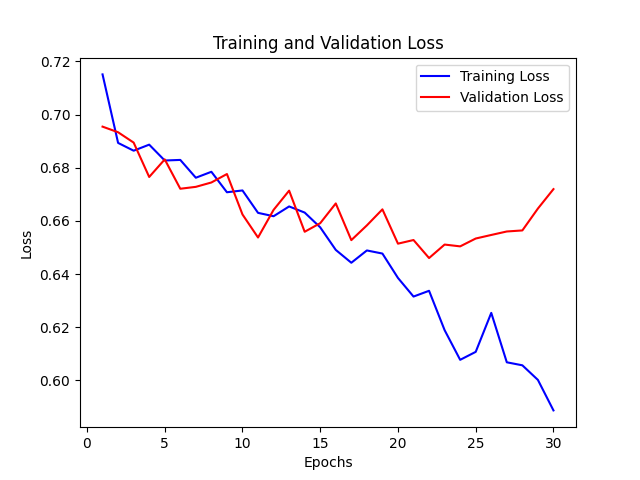 Training and Validation Loss
Training Loss
Validation Loss
0.72
0.70
0.68
0.66
0.64
0.62
0.60
Loss
0 5 10 15 20 25 30
Epochs